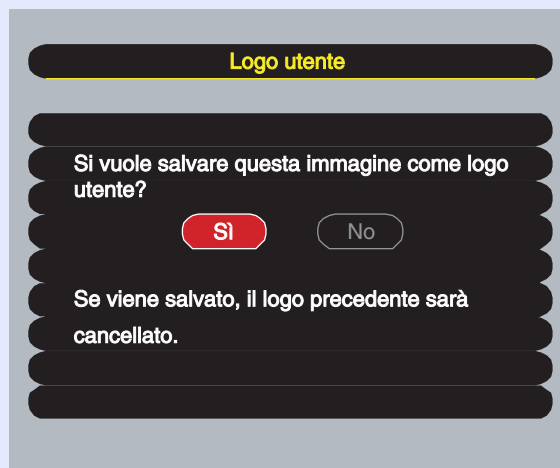 Logo utente
Si vuole salvare questa immagine come logo
utente?
Sì No
Se viene salvato, il logo precedente sarà
cancellato.